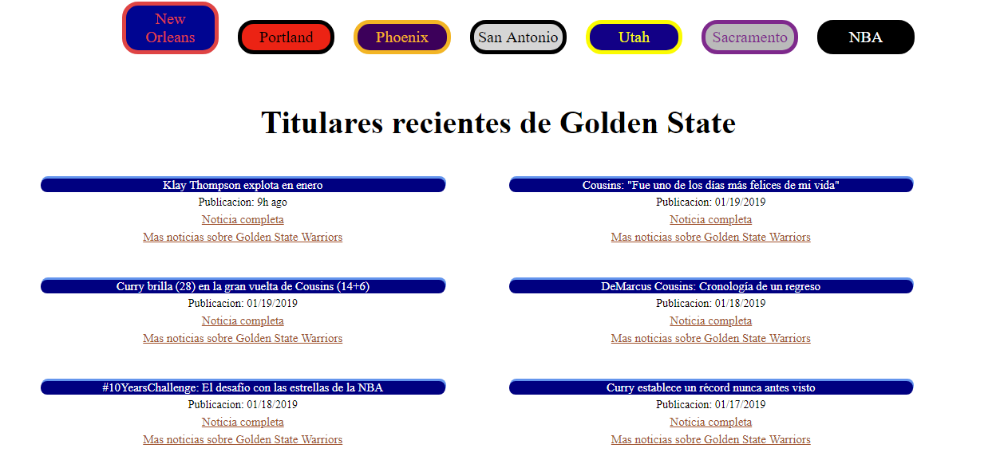 New
Orleans
Portland
Phoenix
San Antonio
Utah
Sacramento
NBA
Titulares recientes de Golden State
Klay Thompson explota en enero
Publicacion: 9h ago
Noticia completa
Mas noticias sobre Golden State Warriors
Cousins: "Fue uno de los días más felices de mi vida"
Publicacion: 01/19/2019
Noticia completa
Mas noticias sobre Golden State Warriors
Curry brilla (28) en la gran vuelta de Cousins (14+6)
Publicacion: 01/19/2019
Noticia completa
Mas noticias sobre Golden State Warriors
DeMarcus Cousins: Cronología de un regreso
Publicacion: 01/18/2019
Noticia completa
Mas noticias sobre Golden State Warriors
#10YearsChallenge: El desafío con las estrellas de la NBA
Publicacion: 01/18/2019
Noticia completa
Mas noticias sobre Golden State Warriors
Curry establece un récord nunca antes visto
Publicacion: 01/17/2019
Noticia completa
Mas noticias sobre Golden State Warriors